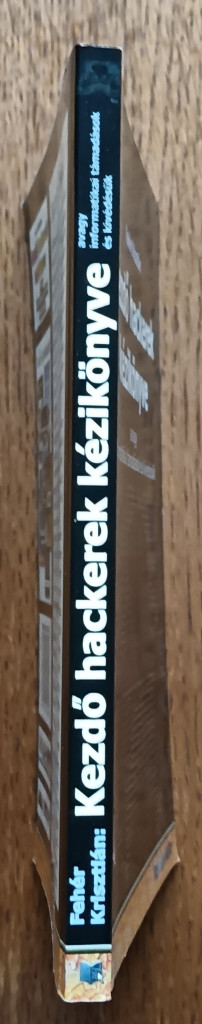 Fehér
Krisztián:
Kezdő hackerek kézikönyve
avagy
informatikai támadások
és kivédésük